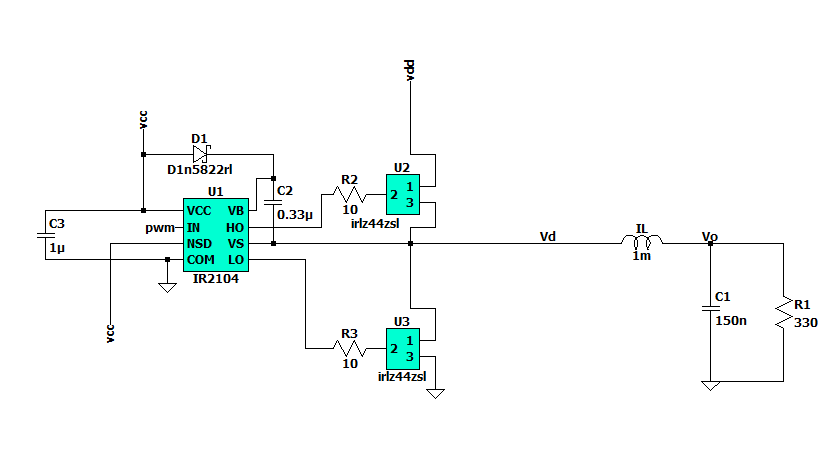 vdd
vcc
D1
D1n5822rl
U1
VCC VB
IN HO
NSD VS
COM LO
IR2104
pwm
C3
1µ
vcc
C2
0.33µ
R2
10
U2
1
2
3
irlz44zsl
Vd
IL
1m
Vo
C1
150n
R1
330
R3
10
U3
1
2
3
irlz44zsl